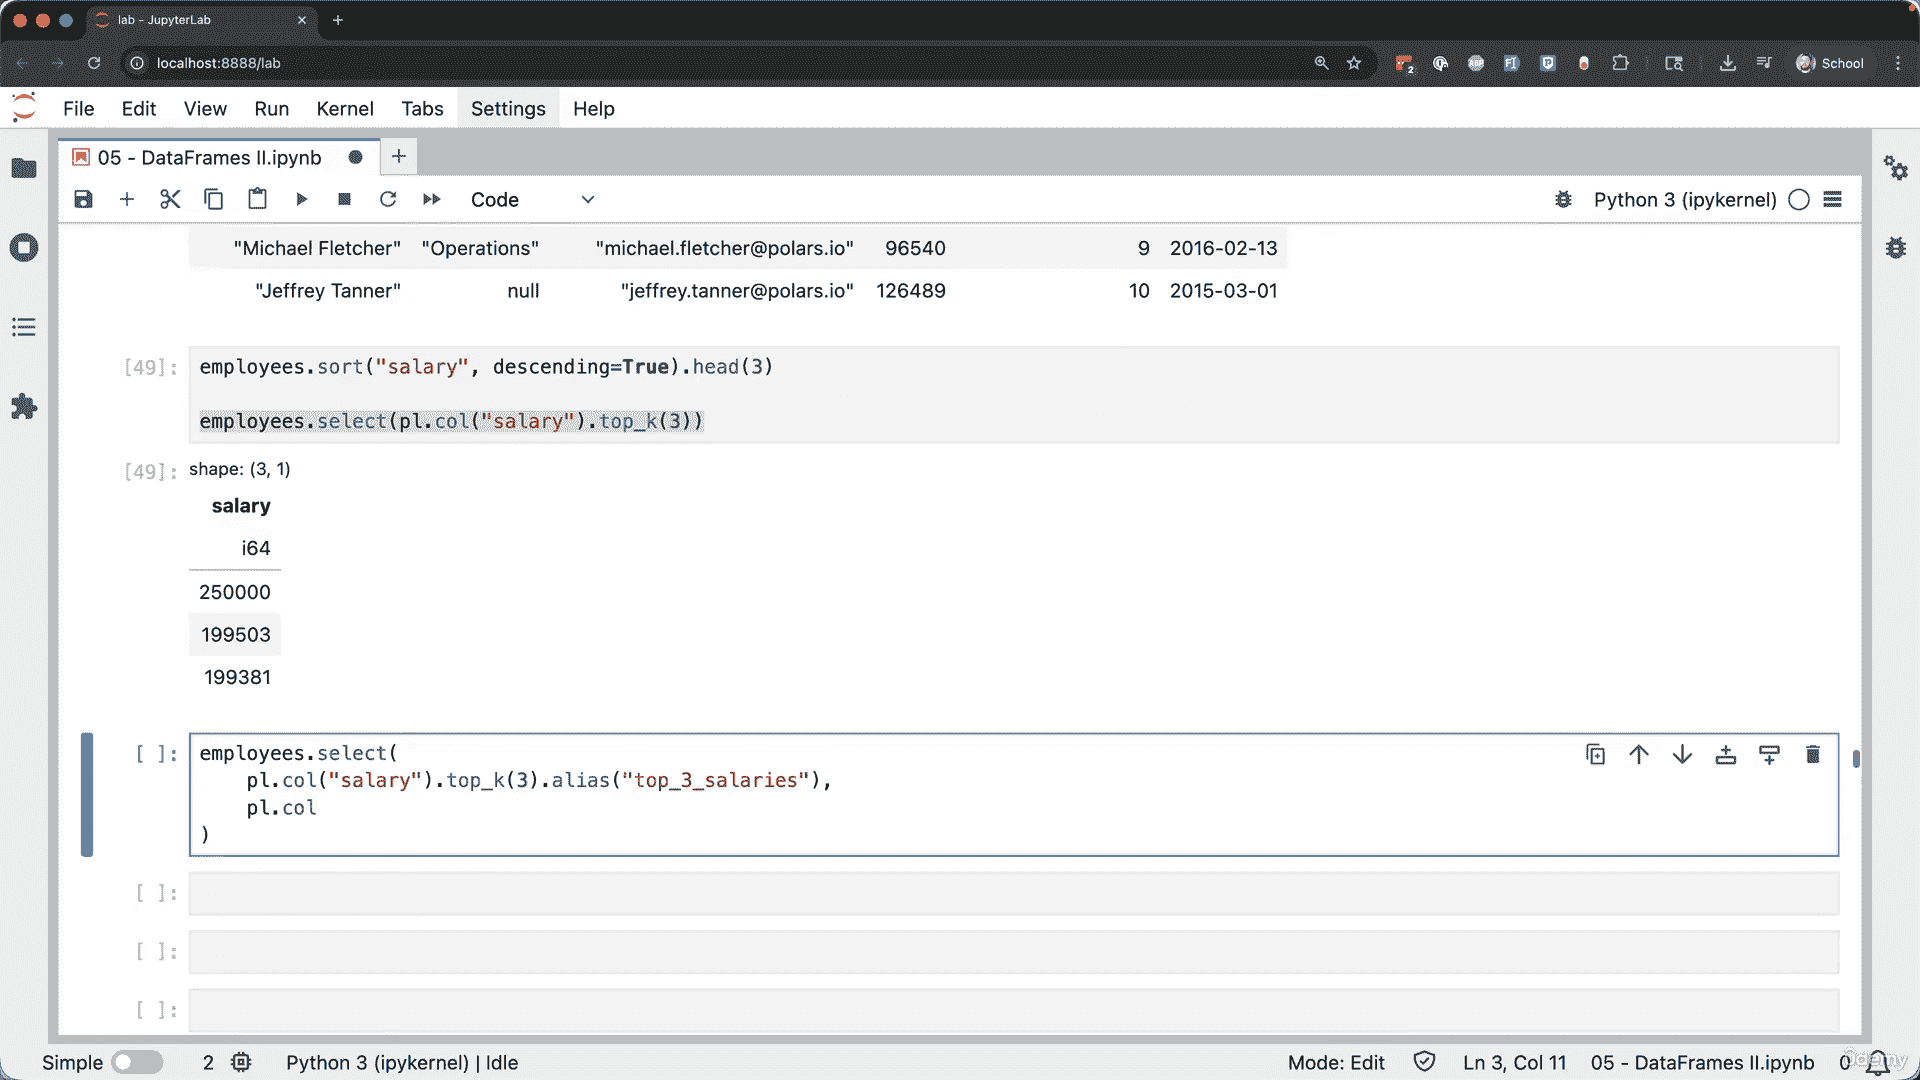 lab - JupyterLab
localhost:8888/lab
2
ABP
School
File Edit View Run Kernel Tabs Settings Help
05 - DataFrames II.ipynb
Code
Python 3 (ipykernel)
"Michael Fletcher" "Operations" "michael.fletcher@polars.io" 96540 9 2016-02-13
"Jeffrey Tanner" null "jeffrey.tanner@polars.io" 126489 10 2015-03-01
[49]: employees.sort("salary", descending=True).head(3)
employees.select(pl.col("salary").top_k(3))
[49]: shape: (3, 1)
salary
i64
250000
199503
199381
[ ]: employees.select(
    pl.col("salary").top_k(3).alias("top_3_salaries"),
    pl.col
)
[ ]:
[ ]:
[ ]:
Simple 2 Python 3 (ipykernel) | Idle Mode: Edit Ln 3, Col 11 05 - DataFrames II.ipynb 0
udemy